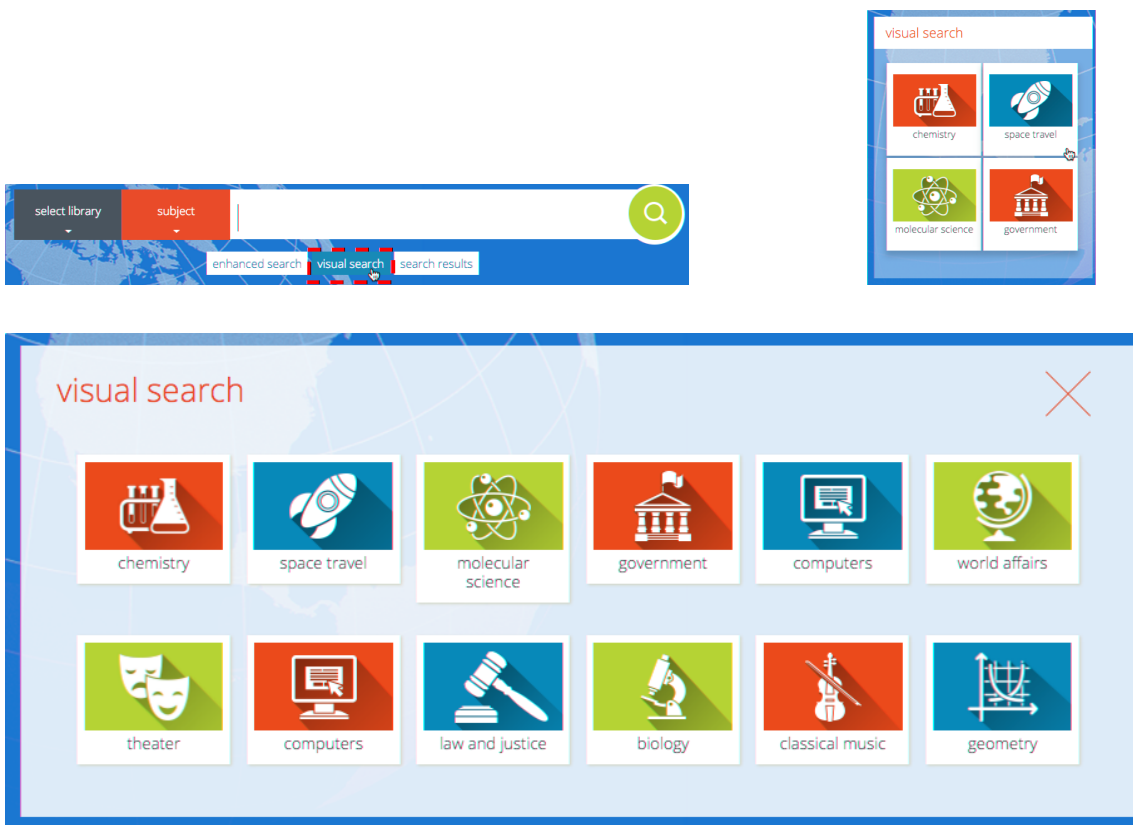 visual search
chemistry space travel
molecular science government
select library subject
enhanced search visual search search results
visual search
chemistry space travel molecular science government computers world affairs
theater computers law and justice biology classical music geometry